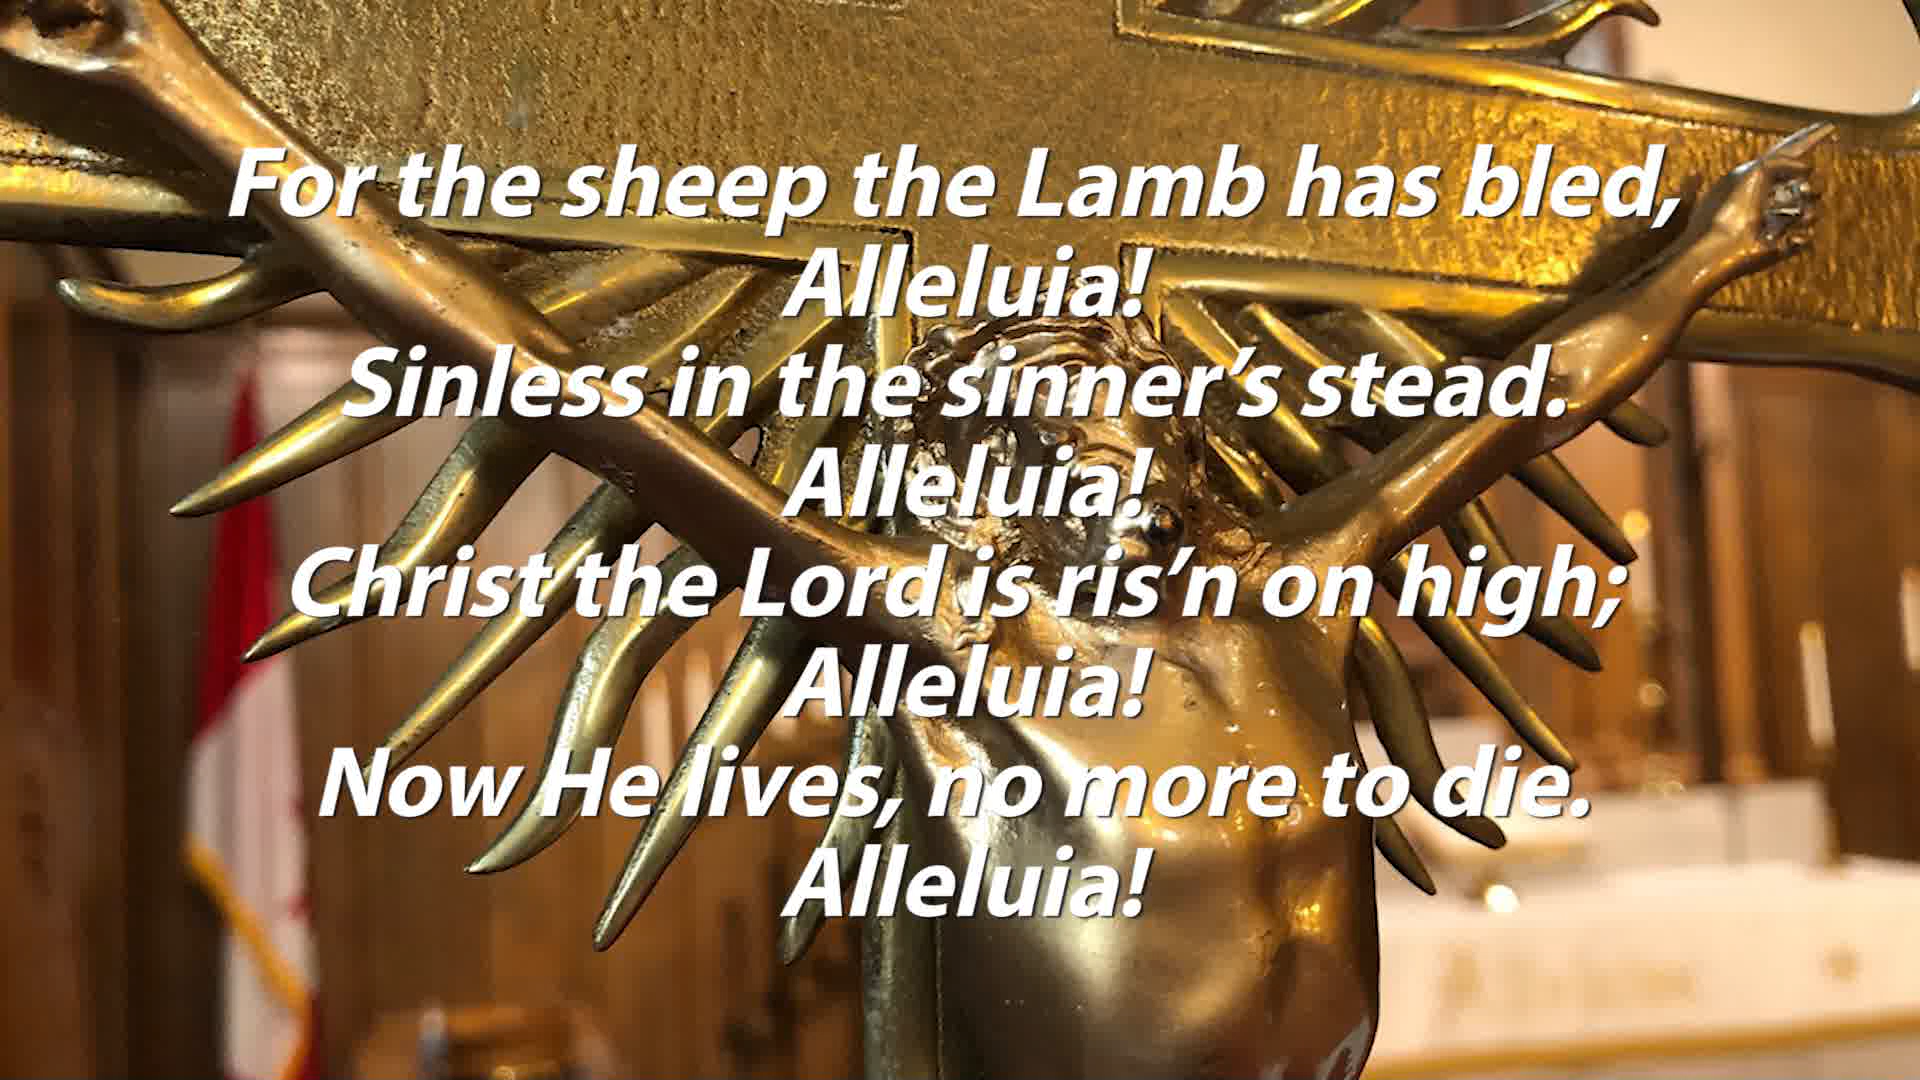 For the sheep the Lamb has bled,
Alleluia!
Sinless in the sinner’s stead.
Alleluia!
Christ the Lord is ris’n on high;
Alleluia!
Now He lives, no more to die.
Alleluia!